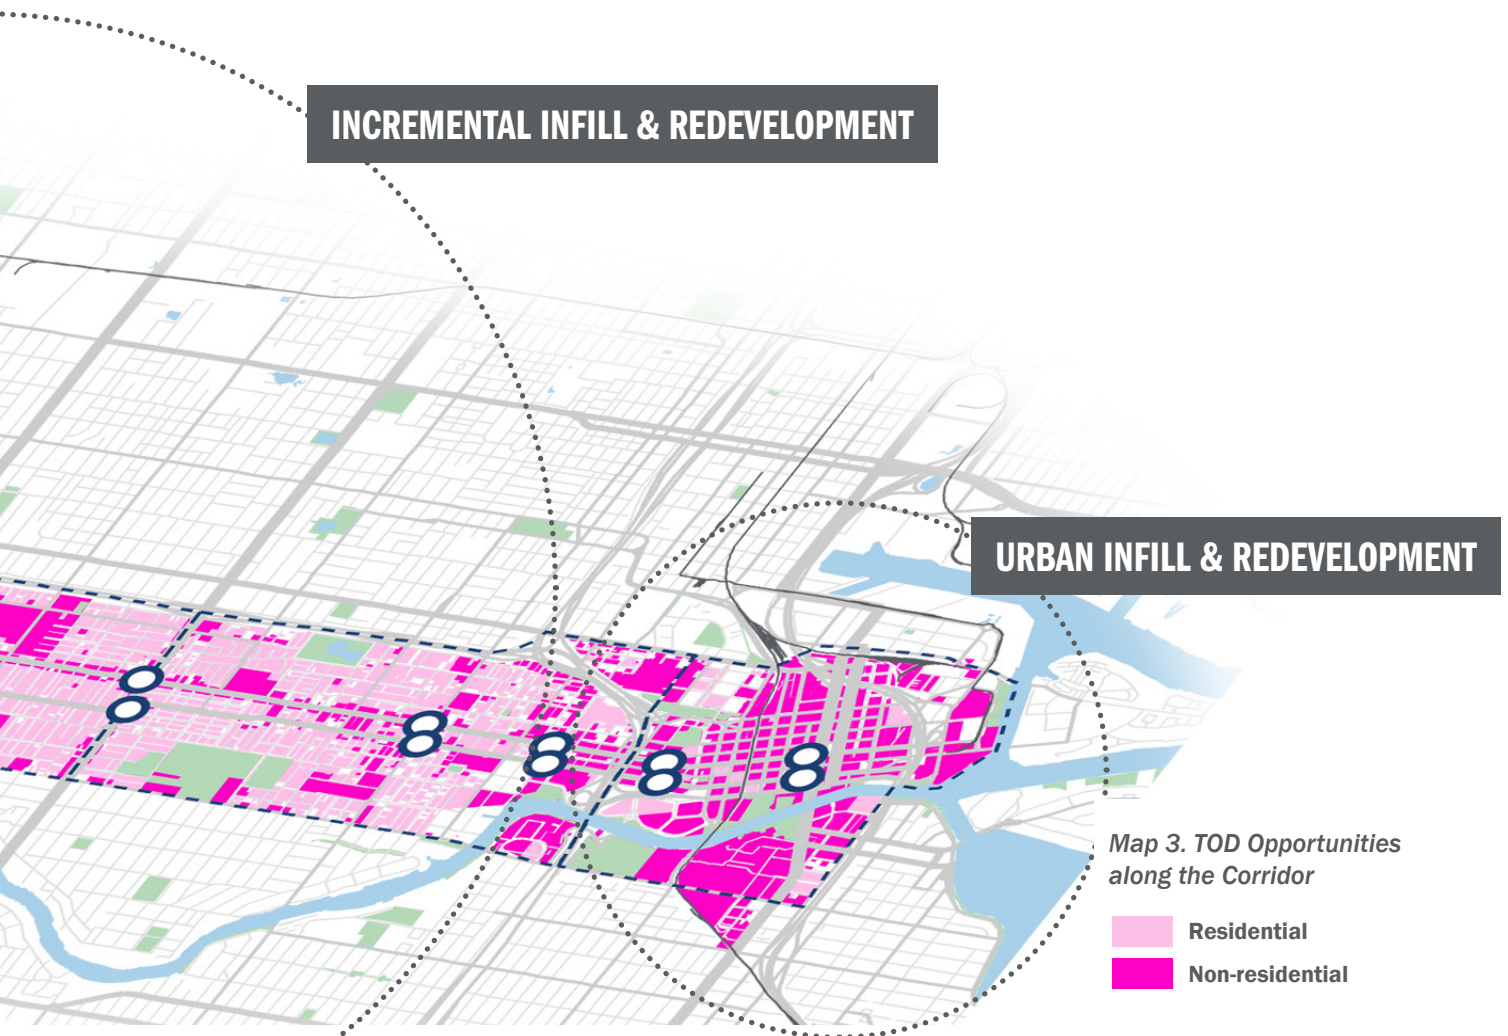 INCREMENTAL INFILL & REDEVELOPMENT
URBAN INFILL & REDEVELOPMENT
Map 3. TOD Opportunities
along the Corridor
Residential
Non-residential